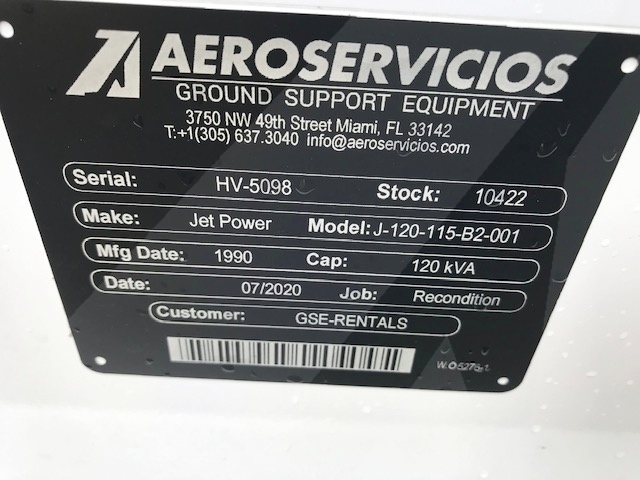 AEROSERVICIOS
GROUND SUPPORT EQUIPMENT
3750 NW 49th Street Miami, FL 33142
T:+1(305) 637.3040 info@aeroservicios.com
Serial: HV-5098 Stock: 10422
Make: Jet Power Model: J-120-115-B2-001
Mfg Date: 1990 Cap: 120 kVA
Date: 07/2020 Job: Recondition
Customer: GSE-RENTALS
W.O5275-1